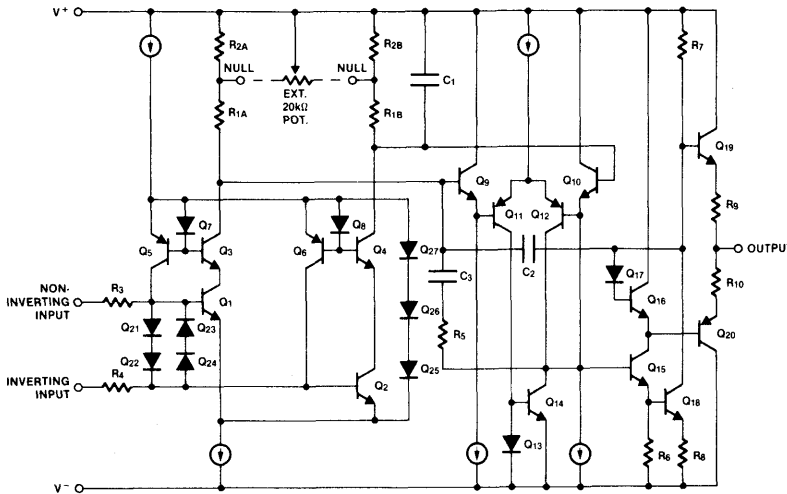 V+
R2A
R2B
R7
NULL
NULL
EXT.
20kΩ
POT.
C1
R1A
R1B
Q19
Q9
Q10
Q11
Q12
R9
Q7
Q8
Q5
Q3
Q6
Q4
Q27
OUTPUT
C2
Q17
C3
Q16
R10
NON-
INVERTING
INPUT
R3
Q1
Q21
Q23
Q26
R5
Q20
Q22
Q24
Q15
INVERTING
INPUT
R4
Q2
Q25
Q14
Q18
Q13
R6
R8
V−